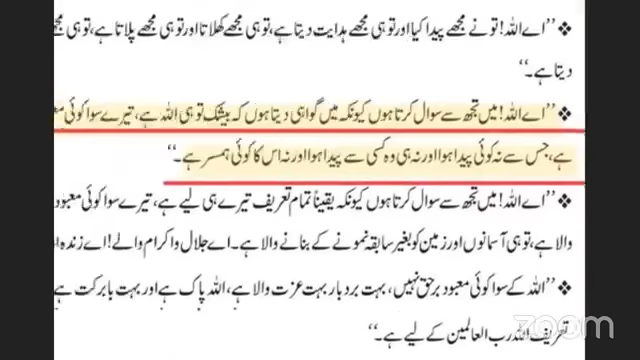 ❖ ’’اے اللہ! تو نے مجھے پیدا کیا اور تو ہی مجھے ہدایت دیتا ہے، تو ہی مجھے کھلاتا اور تو ہی مجھے پلاتا ہے، تو ہی مجھے
دیتا ہے۔‘‘
❖ ’’اے اللہ! میں تجھ سے سوال کرتا ہوں کیونکہ میں گواہی دیتا ہوں کہ بیشک تو ہی اللہ ہے، تیرے سوا کوئی
ہے، جس سے نہ کوئی پیدا ہوا اور نہ ہی وہ کسی سے پیدا ہوا اور نہ اس کا کوئی ہمسر ہے۔‘‘
❖ ’’اے اللہ! میں تجھ سے سوال کرتا ہوں کیونکہ یقیناً تمام تعریف تیرے ہی لیے ہے، تیرے سوا کوئی معبود
والا ہے، تو ہی آسمانوں اور زمین کو بغیر سابقہ نمونے کے بنانے والا ہے۔ اے جلال و اکرام والے! اے زندہ
❖ ’’اللہ کے سوا کوئی معبود برحق نہیں، بہت بردبار بہت عزت والا ہے، اللہ پاک ہے اور بہت بابرکت ہے
تعریف اللہ رب العالمین کے لیے ہے۔‘‘
zoom